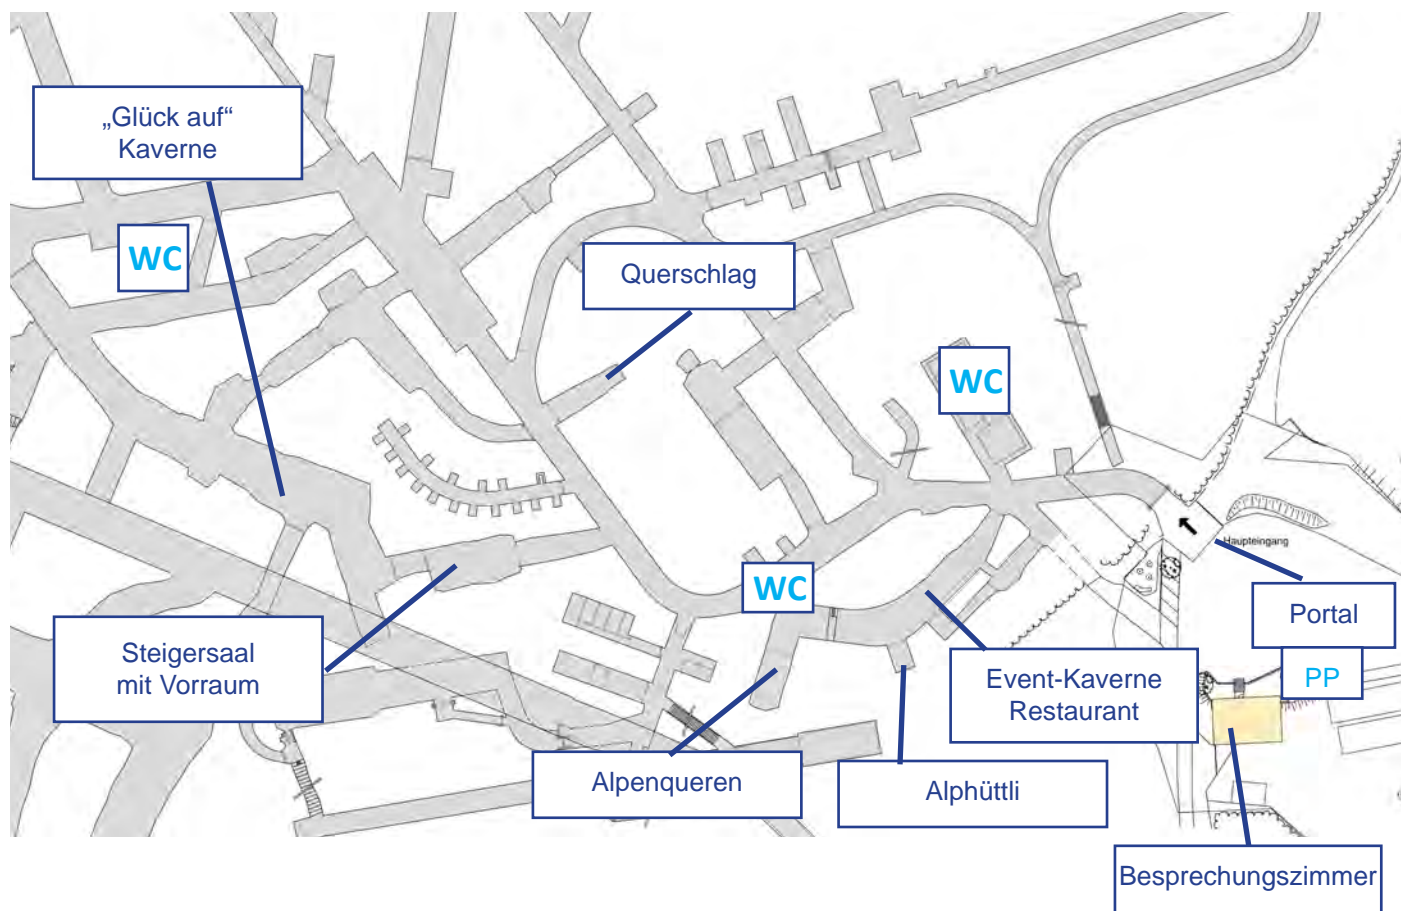 „Glück auf“
Kaverne
WC
Querschlag
WC
Haupteingang
WC
Portal
Steigersaal
mit Vorraum
Event-Kaverne
Restaurant
PP
Alpenqueren
Alphüttli
Besprechungszimmer